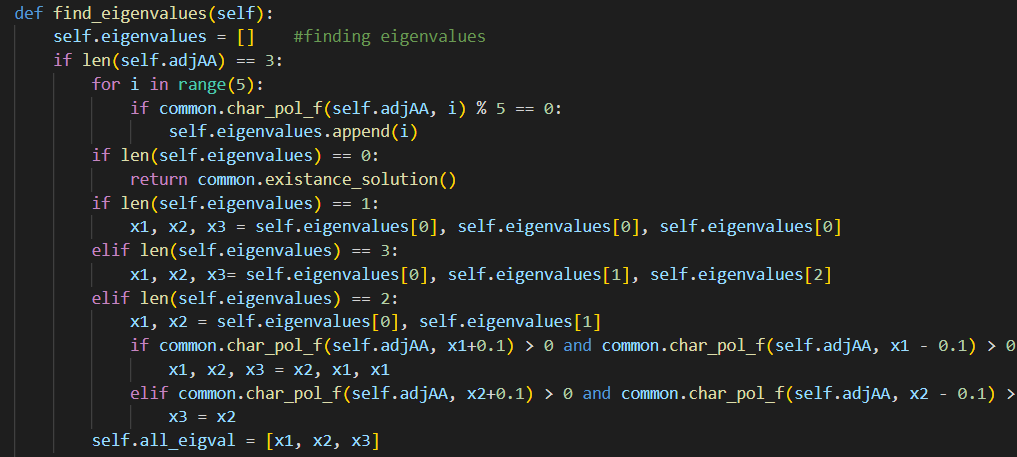 def find_eigenvalues(self):
    self.eigenvalues = []    #finding eigenvalues
    if len(self.adjAA) == 3:
        for i in range(5):
            if common.char_pol_f(self.adjAA, i) % 5 == 0:
                self.eigenvalues.append(i)
        if len(self.eigenvalues) == 0:
            return common.existance_solution()
        if len(self.eigenvalues) == 1:
            x1, x2, x3 = self.eigenvalues[0], self.eigenvalues[0], self.eigenvalues[0]
        elif len(self.eigenvalues) == 3:
            x1, x2, x3= self.eigenvalues[0], self.eigenvalues[1], self.eigenvalues[2]
        elif len(self.eigenvalues) == 2:
            x1, x2 = self.eigenvalues[0], self.eigenvalues[1]
            if common.char_pol_f(self.adjAA, x1+0.1) > 0 and common.char_pol_f(self.adjAA, x1 - 0.1) > 0
                x1, x2, x3 = x2, x1, x1
            elif common.char_pol_f(self.adjAA, x2+0.1) > 0 and common.char_pol_f(self.adjAA, x2 - 0.1) >
                x3 = x2
        self.all_eigval = [x1, x2, x3]